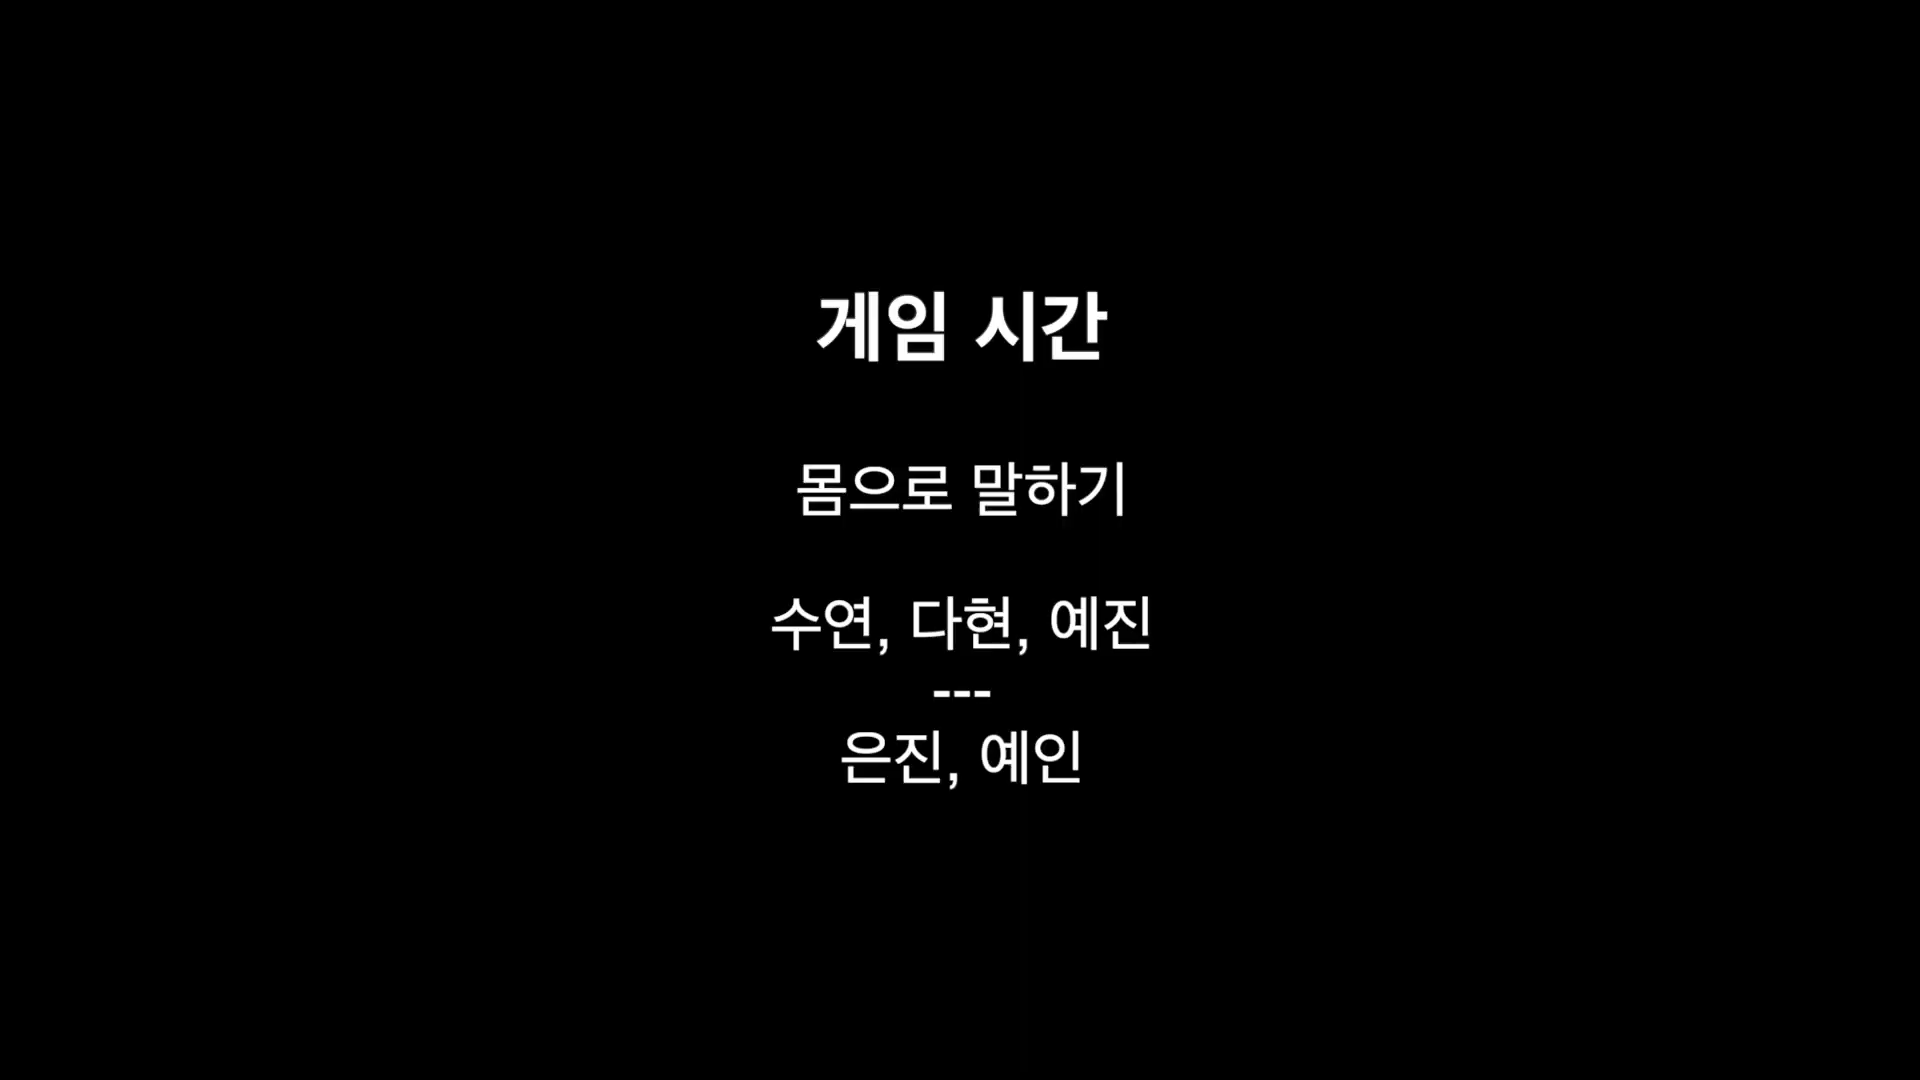 게임 시간
몸으로 말하기
수연, 다현, 예진
---
은진, 예인